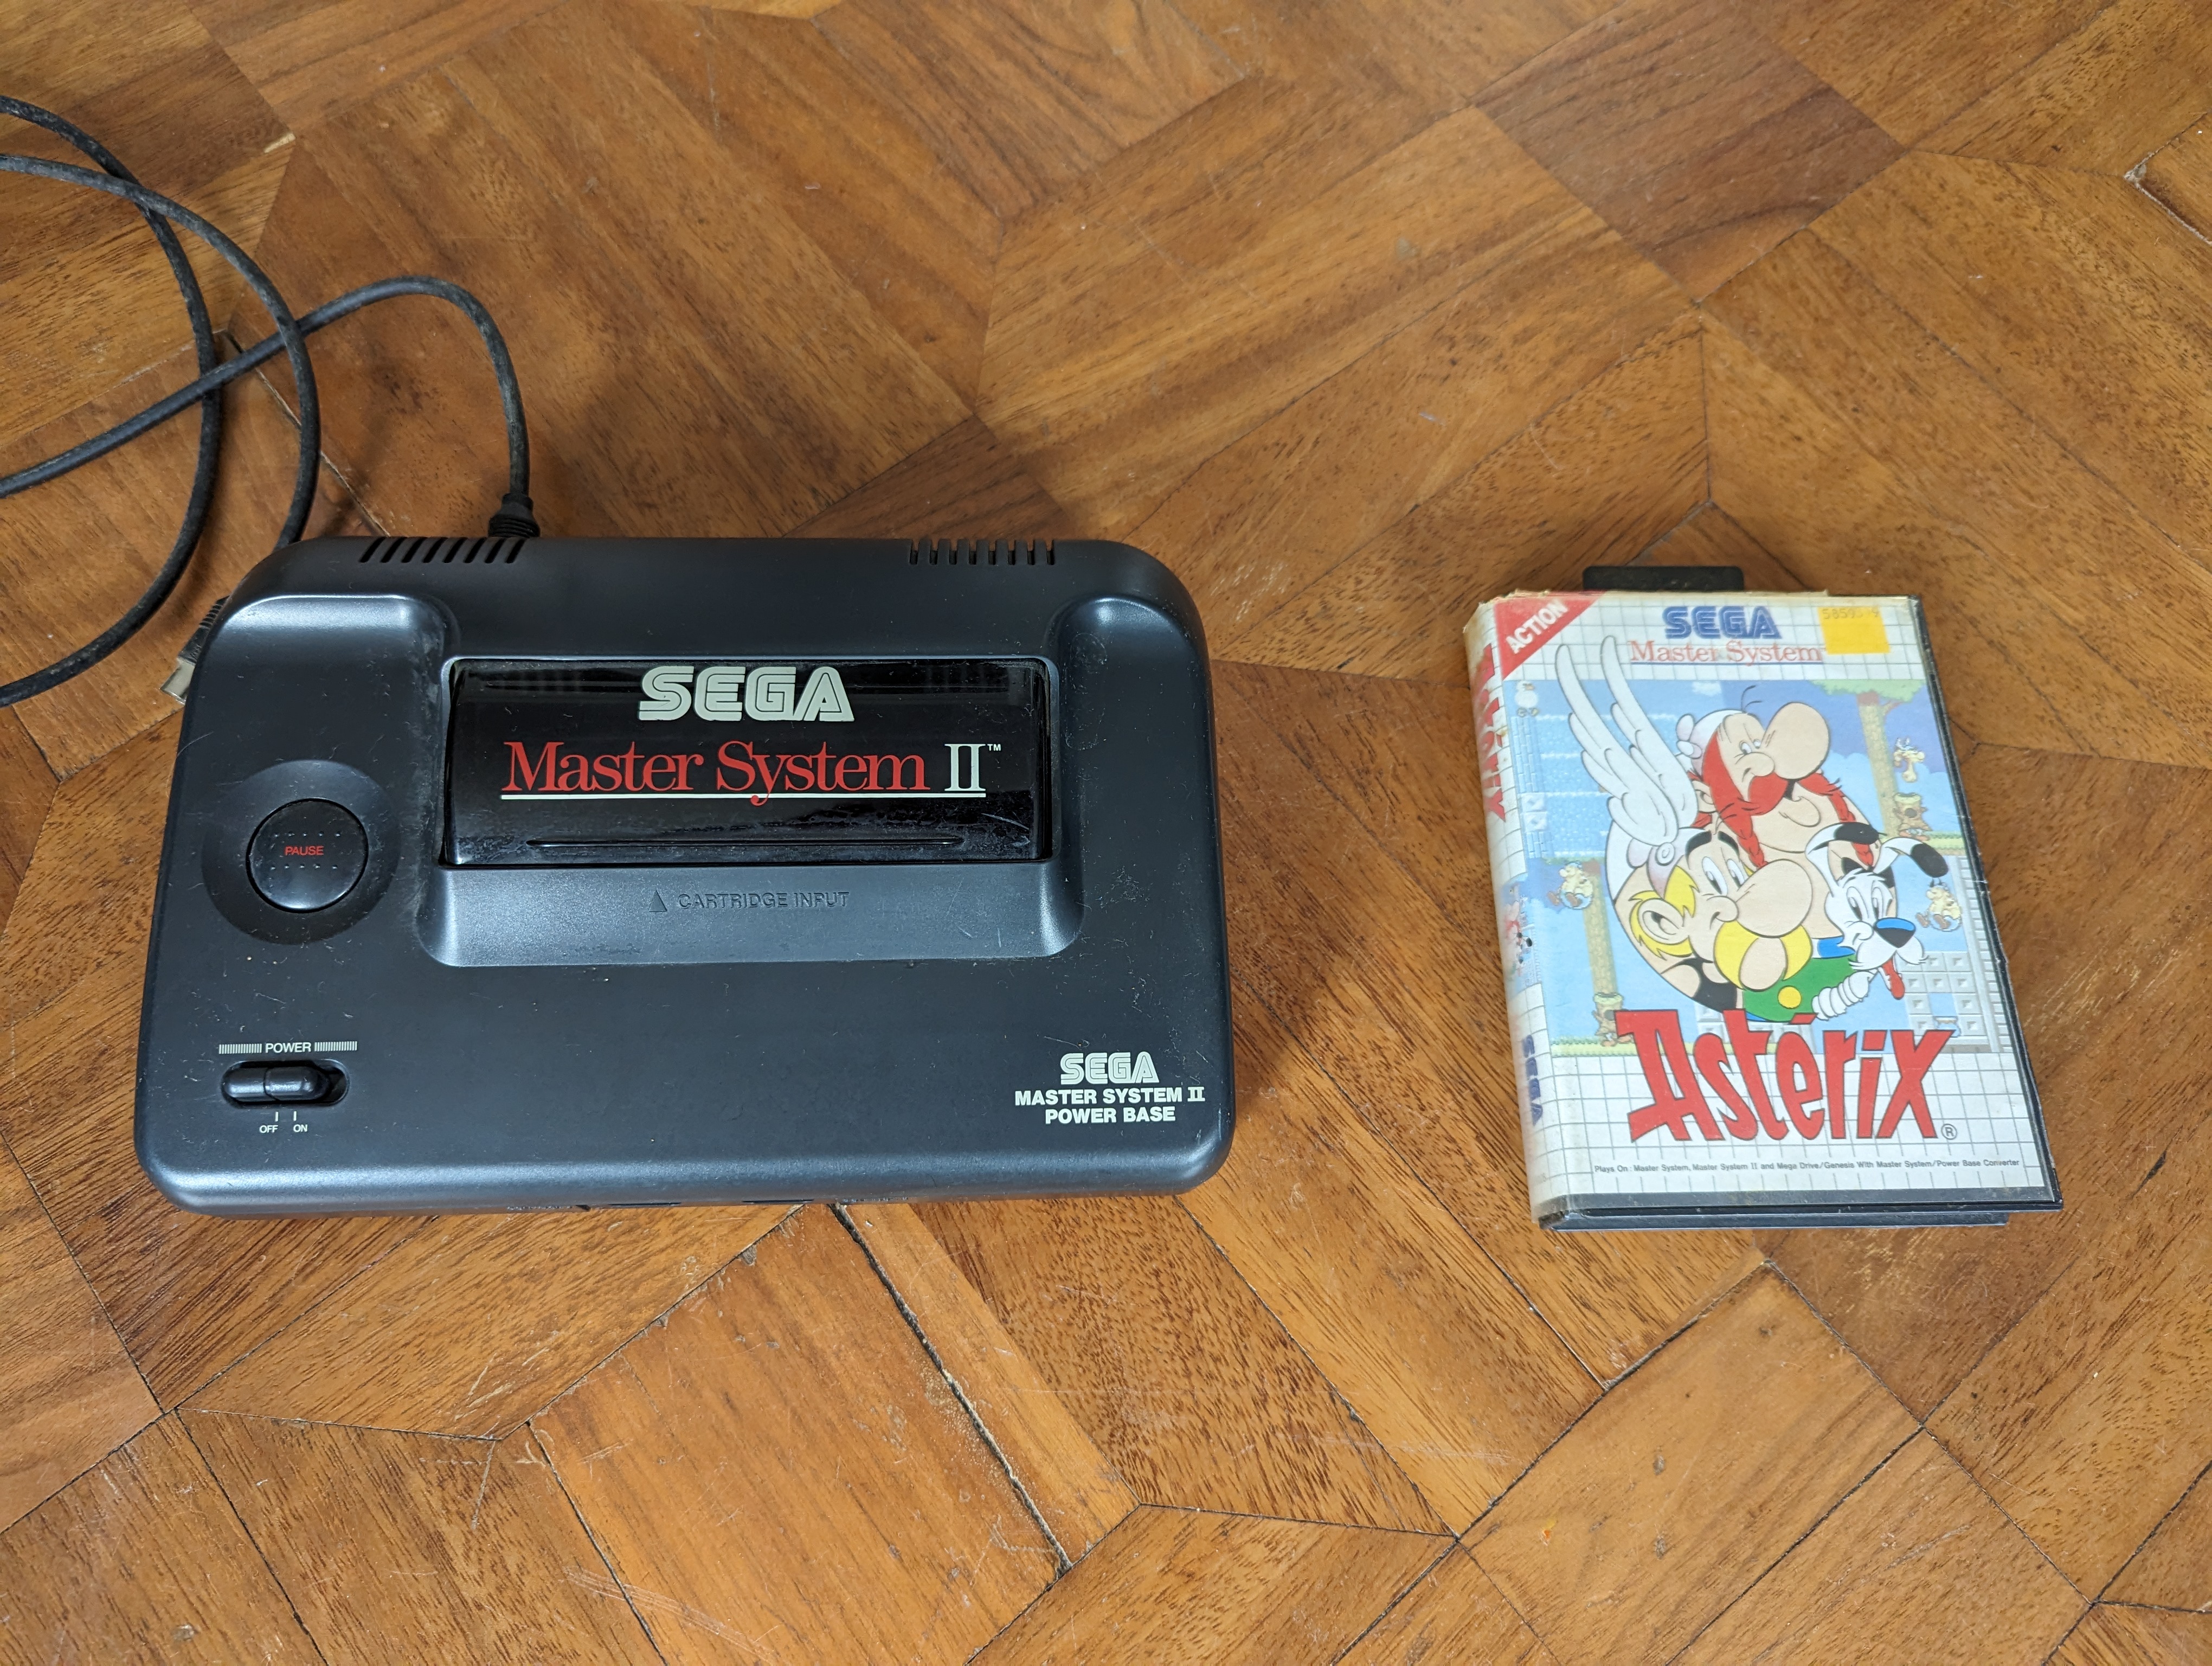 SEGA
Master System II™
PAUSE
CARTRIDGE INPUT
POWER
OFF ON
SEGA
MASTER SYSTEM II
POWER BASE
ACTION
SEGA
Master System
Asterix®
Plays On: Master System, Master System II and Mega Drive/Genesis With Master System/Power Base Converter
SEGA